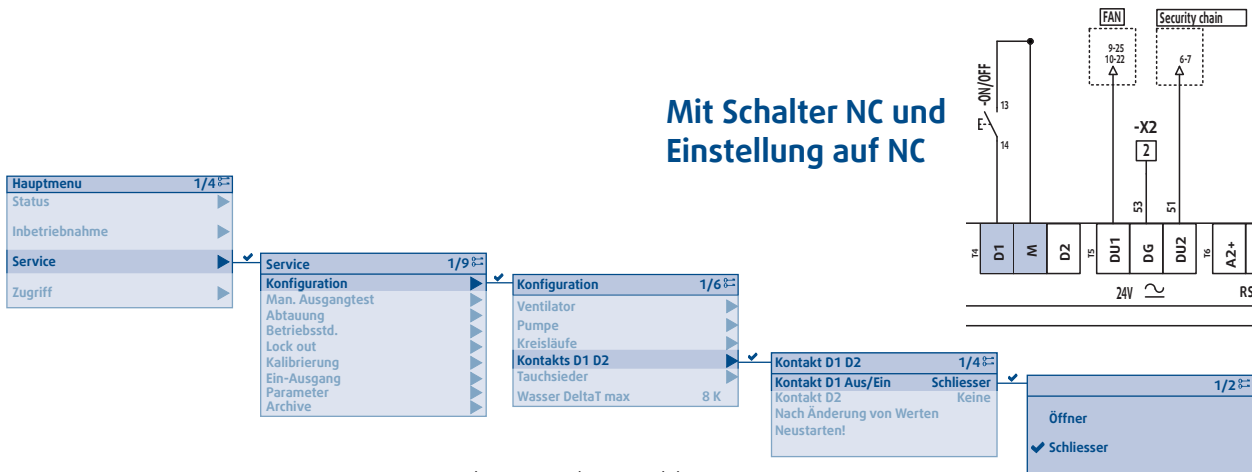 FAN
Security chain
9-25
10-22
6-7
-ON/OFF
13
E--
14
-X2
2
53
51
Mit Schalter NC und
Einstellung auf NC
T4
D1
M
D2
T5
DU1
DG
DU2
T6
A2+
24V
RS
Hauptmenu 1/4
Status
Inbetriebnahme
Service
Zugriff
Service 1/9
Konfiguration
Man. Ausgangtest
Abtauung
Betriebsstd.
Lock out
Kalibrierung
Ein-Ausgang
Parameter
Archive
Konfiguration 1/6
Ventilator
Pumpe
Kreisläufe
Kontakts D1 D2
Tauchsieder
Wasser DeltaT max 8 K
Kontakt D1 D2 1/4
Kontakt D1 Aus/Ein Schliesser
Kontakt D2 Keine
Nach Änderung von Werten
Neustarten!
1/2
Öffner
Schliesser